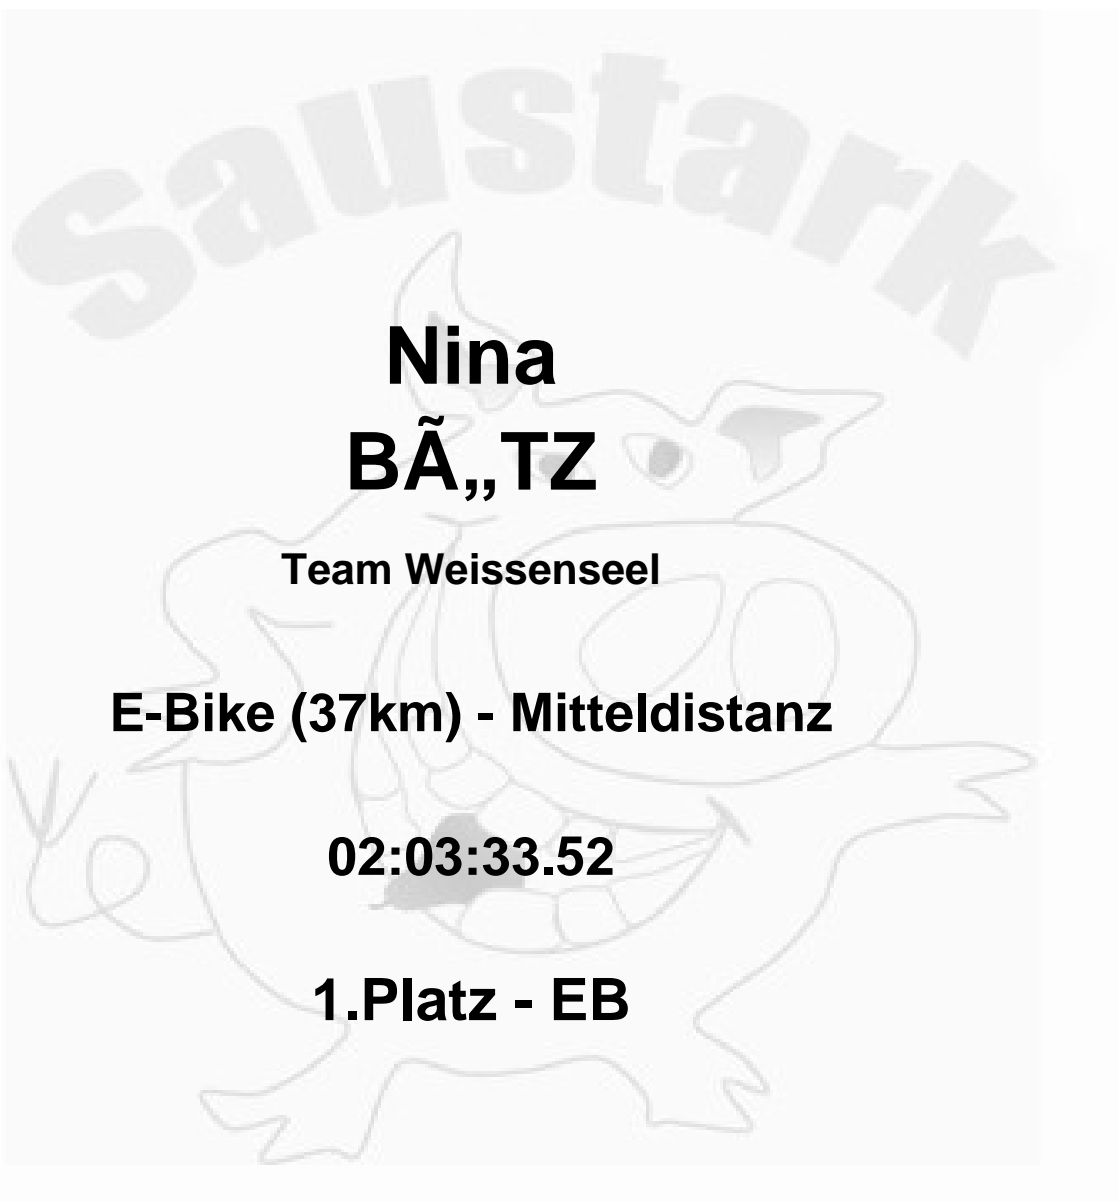 Saustark
Nina
BÃ„TZ
Team Weissenseel
E-Bike (37km) - Mitteldistanz
02:03:33.52
1.Platz - EB